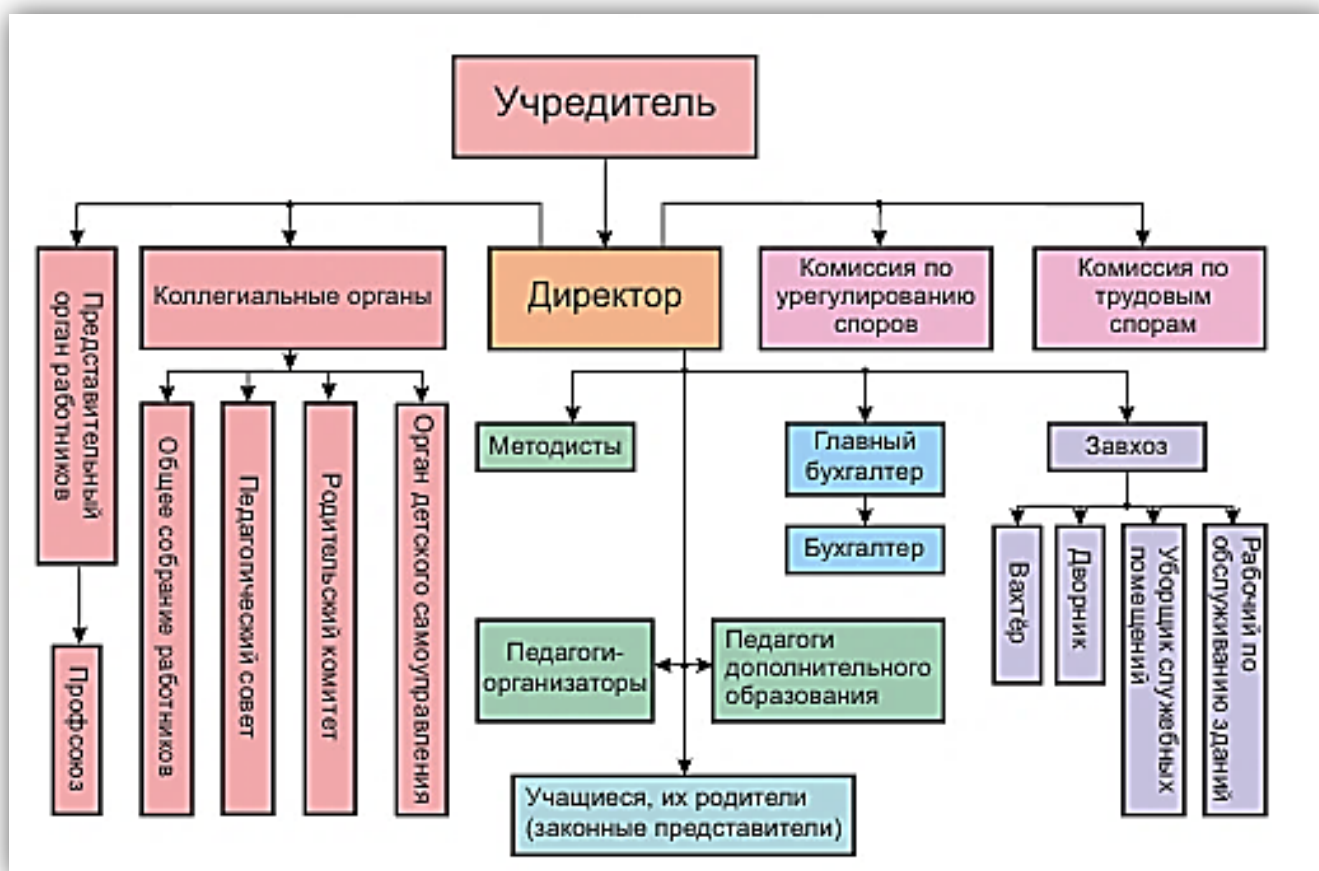 Учредитель
Представительный
орган работников
Коллегиальные органы
Директор
Комиссия по
урегулированию
споров
Комиссия по
трудовым
спорам
Общее собрание работников
Педагогический совет
Родительский комитет
Орган детского самоуправления
Методисты
Главный
бухгалтер
Завхоз
Бухгалтер
Вахтёр
Дворник
Уборщик служебных
помещений
Рабочий по
обслуживанию зданий
Профсоюз
Педагоги-
организаторы
Педагоги
дополнительного
образования
Учащиеся, их родители
(законные представители)